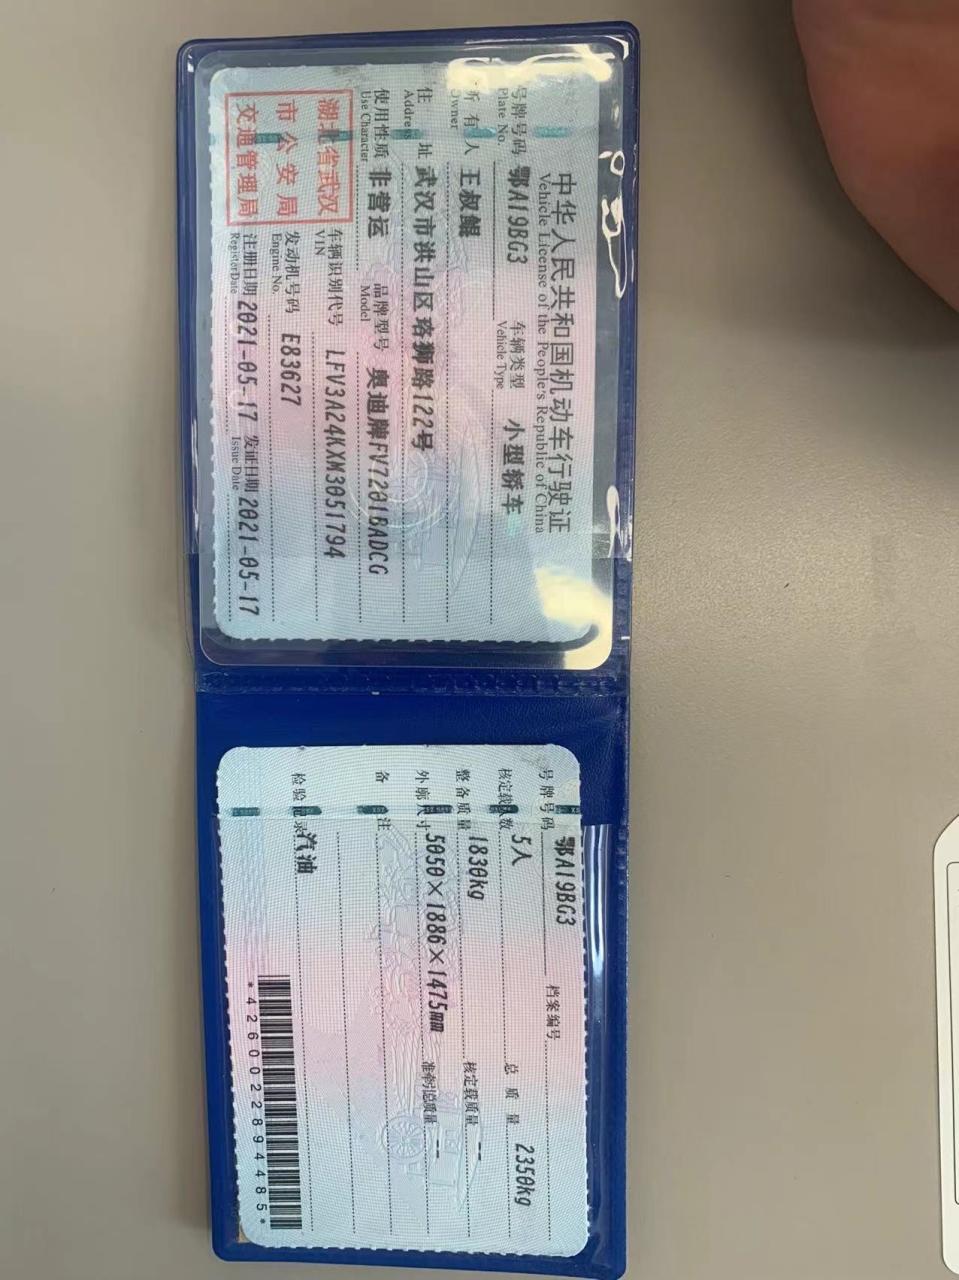 中华人民共和国机动车行驶证
Vehicle License of the People's Republic of China
号牌号码 鄂A19BG3 车辆类型 小型轿车
Plate No. Vehicle Type
所有人 王淑鲲
Owner
住 址 武汉市洪山区珞狮路122号
Address
使用性质 非营运 品牌型号 奥迪牌FV7201BADCG
Use Character Model
湖北省武汉
市公安局
交通管理局
车辆识别代号 LFV3A24KXM3051794
VIN
发动机号码 E83627
Engine No.
注册日期 2021-05-17 发证日期 2021-05-17
Register Date Issue Date
号牌号码 鄂A19BG3 档案编号
核定载人数 5人 总 质 量 2350kg
整备质量 1830kg 核定载质量 --
外廓尺寸 5050×1886×1475mm 准牵引总质量 --
备 注
检验记录 汽油
*4260022894485*